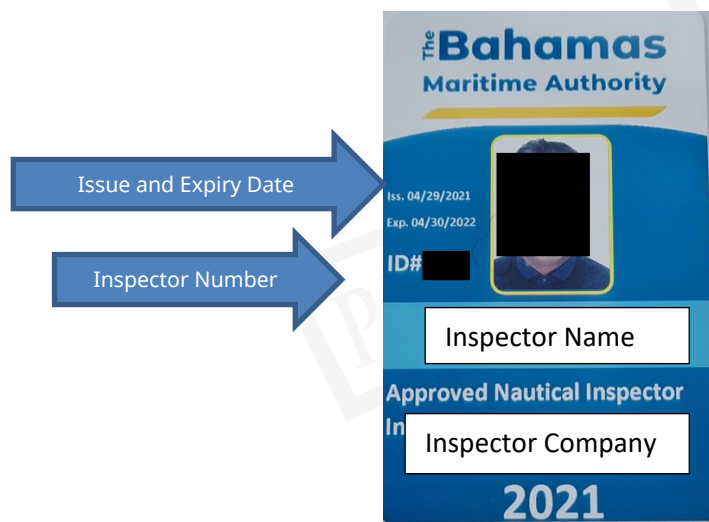 The Bahamas
Maritime Authority
Issue and Expiry Date
Iss. 04/29/2021
Exp. 04/30/2022
Inspector Number
ID#
Inspector Name
Approved Nautical Inspector
In
Inspector Company
2021